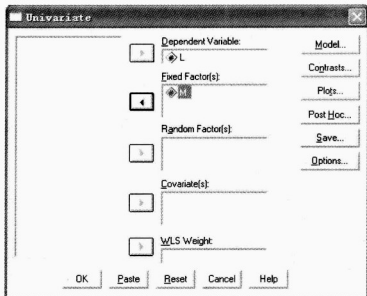 Univariate
Dependent Variable:
L
Model...
Contrasts...
Fixed Factor(s):
M
Plots...
Post Hoc...
Random Factor(s):
Save...
Options...
Covariate(s):
WLS Weight:
OK Paste Reset Cancel Help